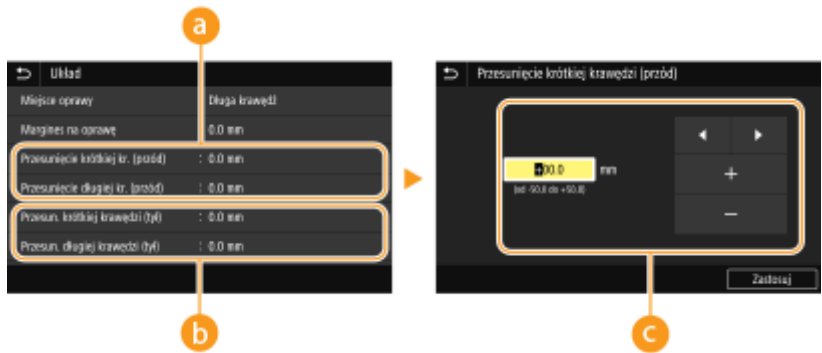 a
Układ
Miejsce oprawy Długa krawędź
Margines na oprawę 0.0 mm
Przesunięcie krótkiej kr. (przód) : 0.0 mm
Przesunięcie długiej kr. (przód) : 0.0 mm
Przesun. krótkiej krawędzi (tył) : 0.0 mm
Przesun. długiej krawędzi (tył) : 0.0 mm
b
Przesunięcie krótkiej krawędzi (przód)
+00.0 mm
(od -50.0 do +50.0)
+
−
Zastosuj
c